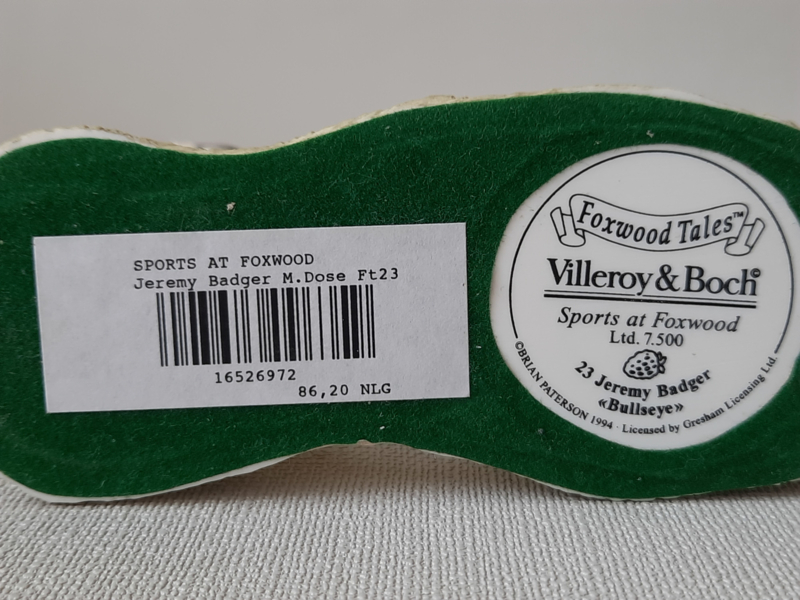 SPORTS AT FOXWOOD
Jeremy Badger M.Dose Ft23
16526972
86,20 NLG
Foxwood Tales™
Villeroy & Boch©
Sports at Foxwood
Ltd. 7.500
23 Jeremy Badger
«Bullseye»
©BRIAN PATERSON 1994 · Licensed by Gresham Licensing Ltd.